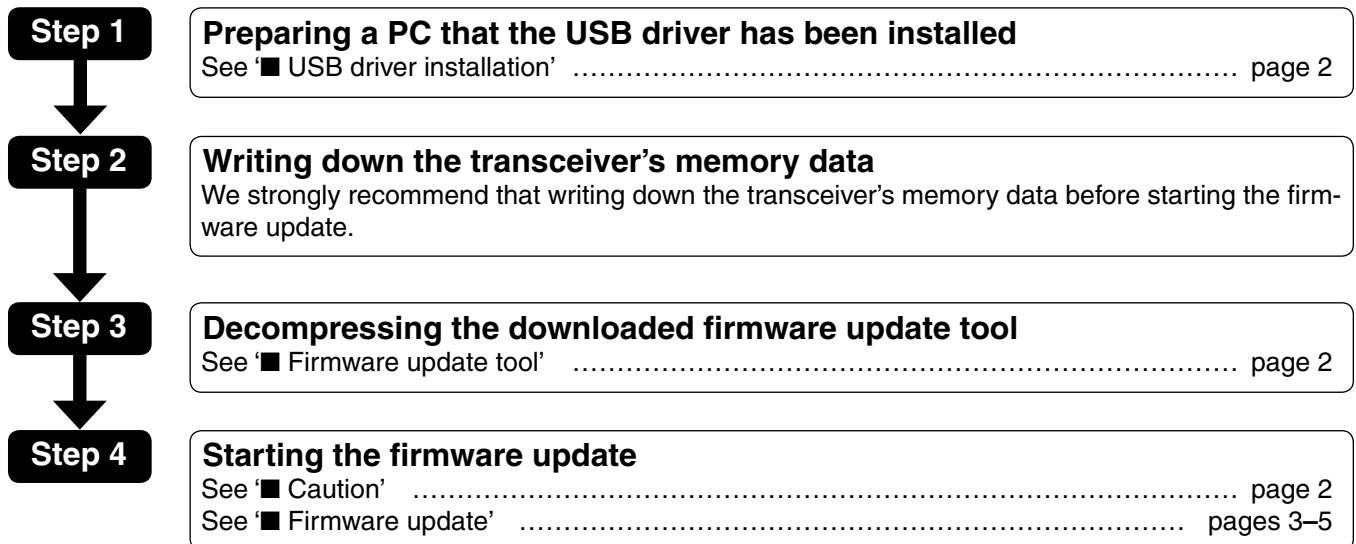 Step 1
Preparing a PC that the USB driver has been installed
See ‘■ USB driver installation’ ........................................................................... page 2
Step 2
Writing down the transceiver’s memory data
We strongly recommend that writing down the transceiver’s memory data before starting the firm-
ware update.
Step 3
Decompressing the downloaded firmware update tool
See ‘■ Firmware update tool’ ........................................................................... page 2
Step 4
Starting the firmware update
See ‘■ Caution’ ............................................................................................. page 2
See ‘■ Firmware update’ ........................................................................... pages 3–5